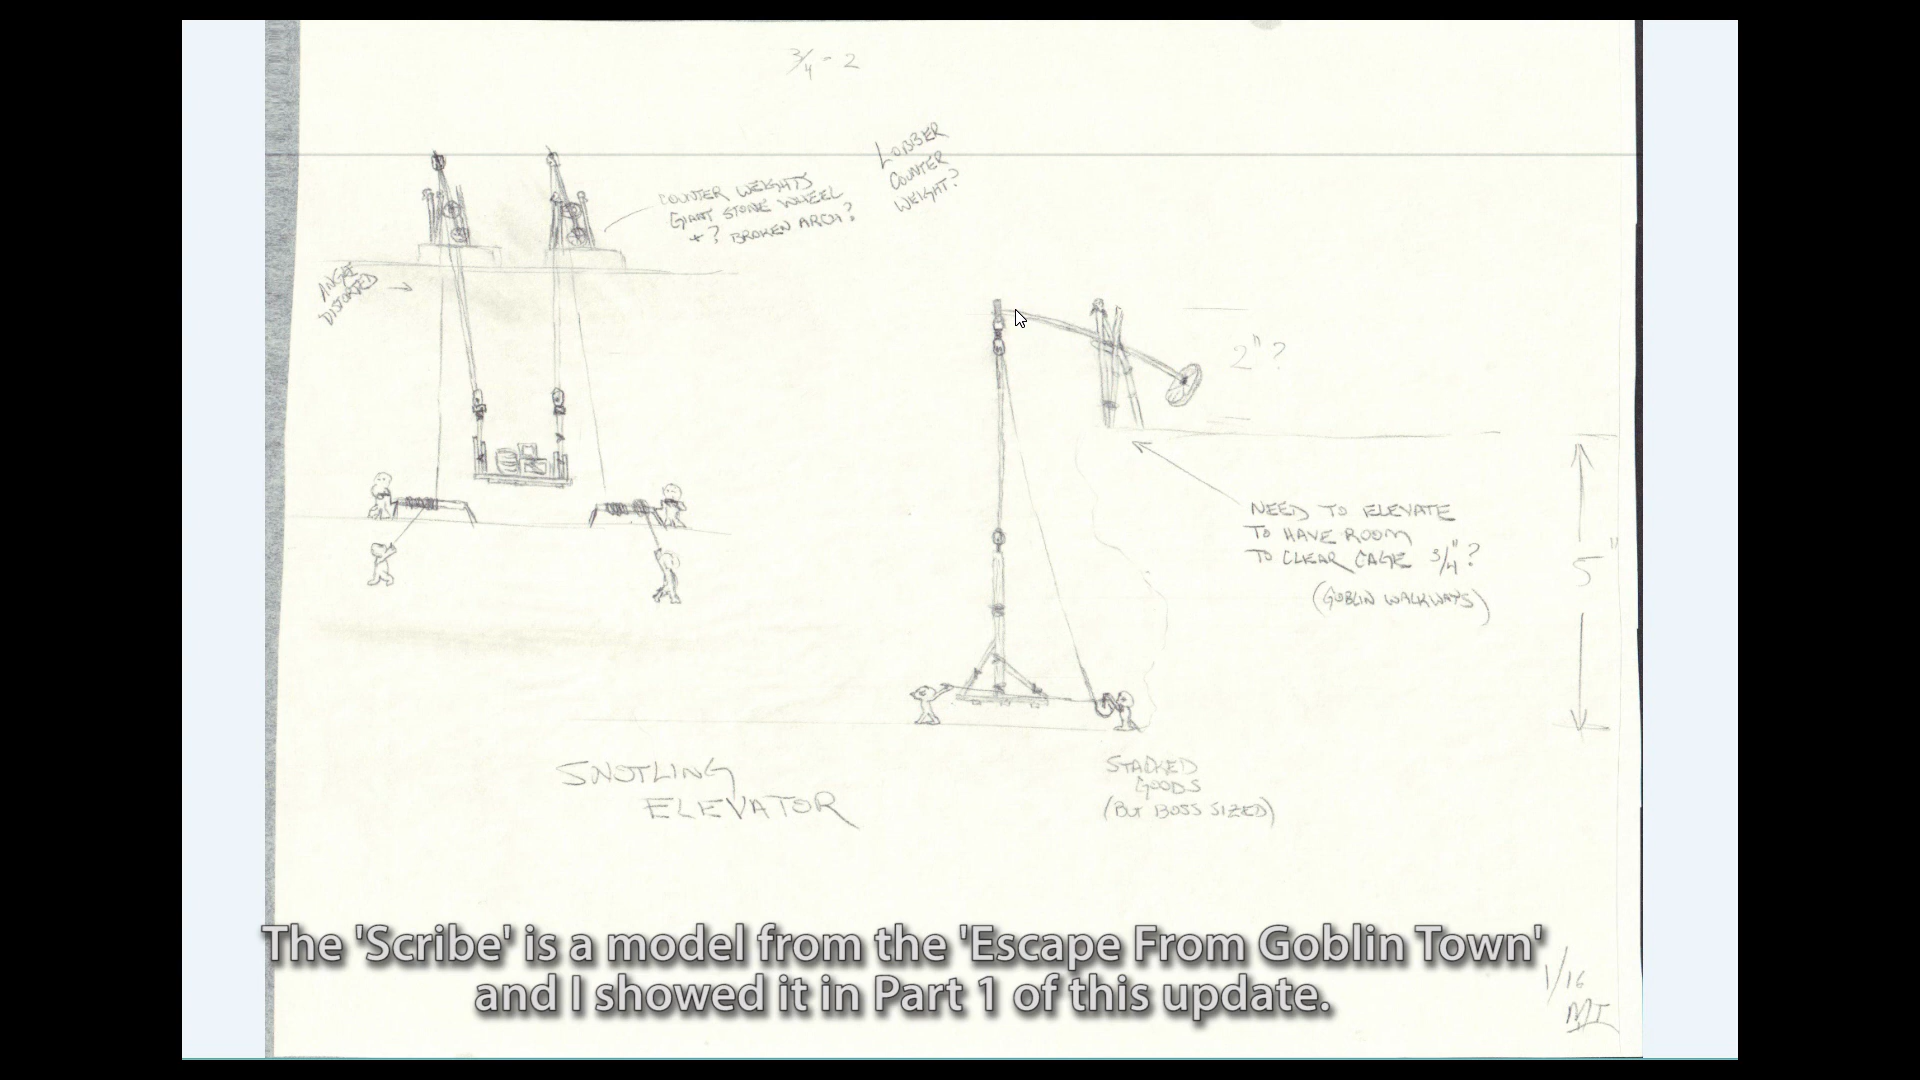 3/4 - 2
LOBBER
COUNTER
WEIGHT?
COUNTER WEIGHTS
GIANT STONE WHEEL
+? BROKEN ARCH?
ANGLE
DISTORTED
2"?
NEED TO ELEVATE
TO HAVE ROOM
TO CLEAR CAGE 3/4"?
(GOBLIN WALKWAYS)
5"
SNOTLING
ELEVATOR
STACKED
GOODS
(BUT BOSS SIZED)
The 'Scribe' is a model from the 'Escape From Goblin Town'
and I showed it in Part 1 of this update.
1/16